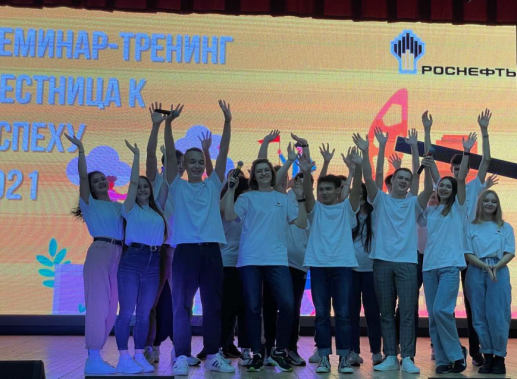 ЕМИНАР-ТРЕНИНГ
ЕСТНИЦА К
СПЕХУ
021
РОСНЕФТЬ